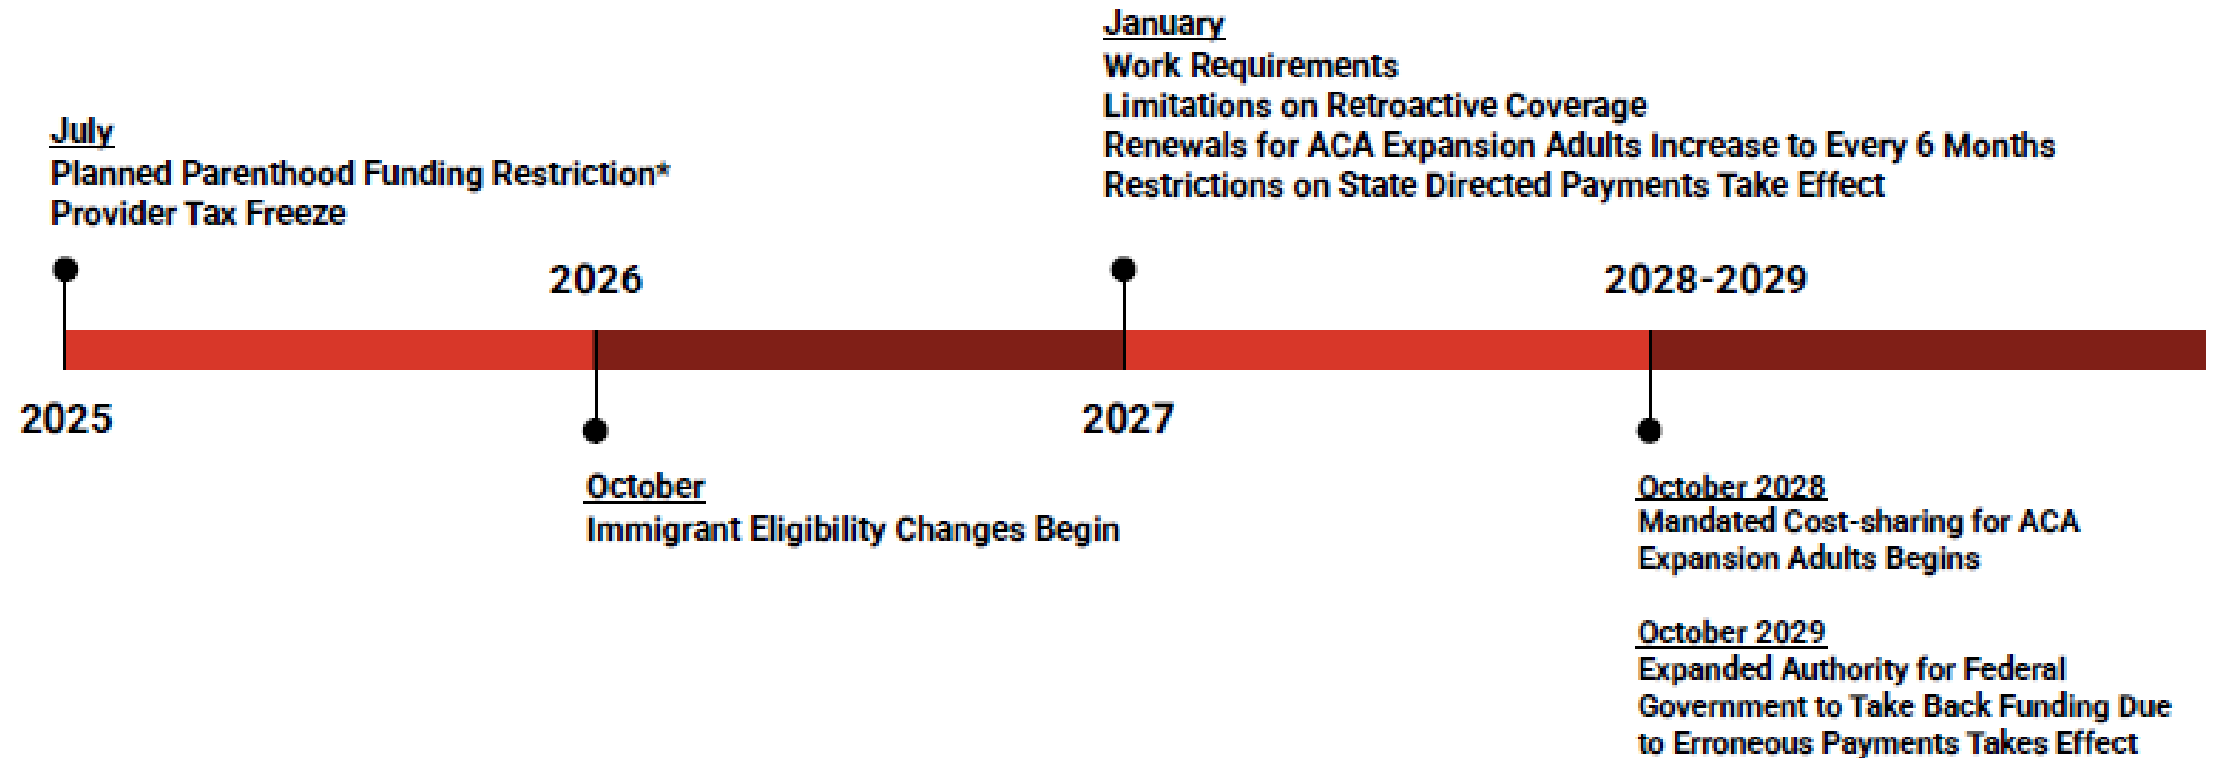 January
Work Requirements
Limitations on Retroactive Coverage
Renewals for ACA Expansion Adults Increase to Every 6 Months
Restrictions on State Directed Payments Take Effect
July
Planned Parenthood Funding Restriction*
Provider Tax Freeze
2026
2028-2029
2025
2027
October
Immigrant Eligibility Changes Begin
October 2028
Mandated Cost-sharing for ACA
Expansion Adults Begins
October 2029
Expanded Authority for Federal
Government to Take Back Funding Due
to Erroneous Payments Takes Effect